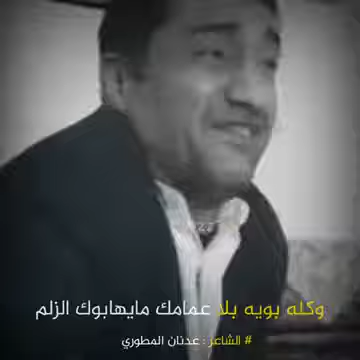 وكله بويه بلا عمامك مايهابوك الزلم
# الشاعر : عدنان المطوري